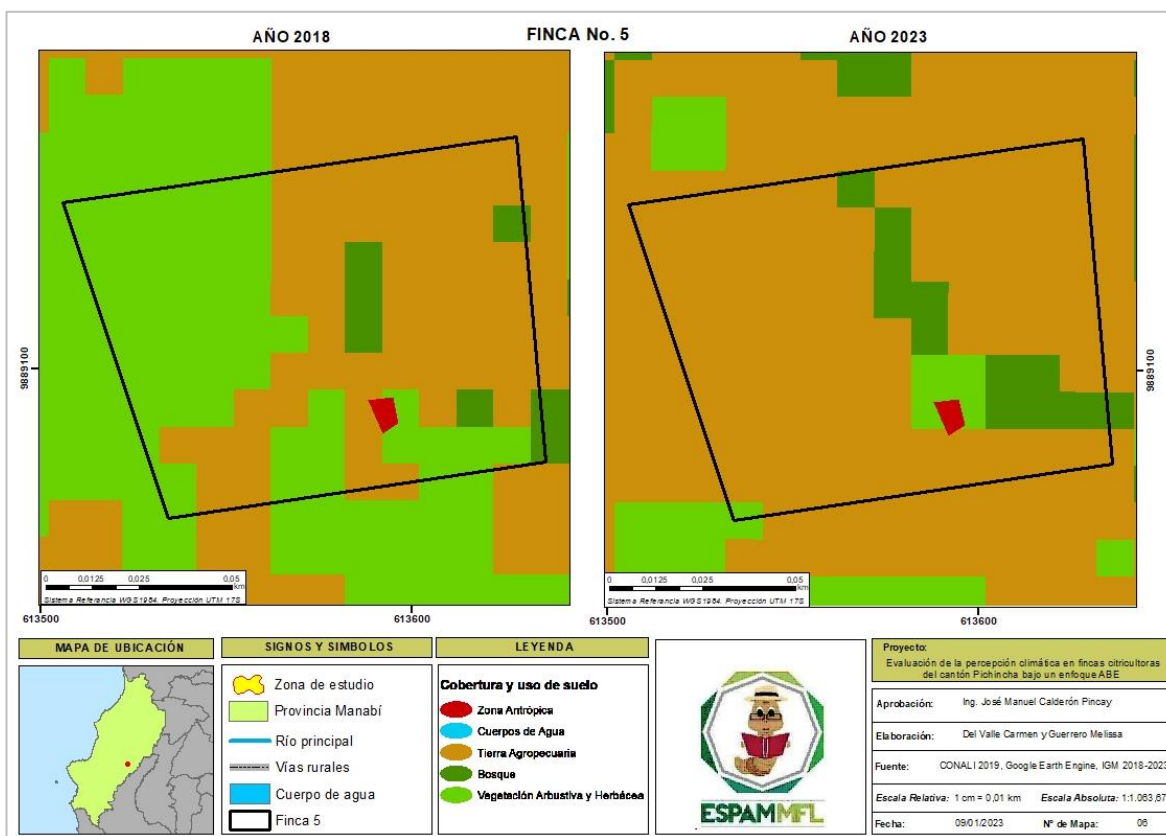 AÑO 2018
FINCA No. 5
AÑO 2023
9889100
9889100
0 0,0125 0,025 0,05
km
Sistema Referencia WGS1984. Proyección UTM 17S
0 0,0125 0,025 0,05
km
Sistema Referencia WGS1984. Proyección UTM 17S
613500
613600
613500
613600
MAPA DE UBICACIÓN
SIGNOS Y SIMBOLOS
Zona de estudio
Provincia Manabí
Río principal
Vías rurales
Cuerpo de agua
Finca 5
LEYENDA
Cobertura y uso de suelo
Zona Antrópica
Cuerpos de Agua
Tierra Agropecuaria
Bosque
Vegetación Arbustiva y Herbácea
ESPAMMFL
Proyecto:
Evaluación de la percepción climática en fincas citricultoras
del cantón Pichincha bajo un enfoque ABE
Aprobación: Ing. José Manuel Calderón Pincay
Elaboración: Del Valle Carmen y Guerrero Melissa
Fuente: CONALI 2019, Google Earth Engine, IGM 2018-2023
Escala Relativa: 1 cm = 0,01 km Escala Absoluta: 1:1.063,67
Fecha: 09/01/2023 N° de Mapa: 06